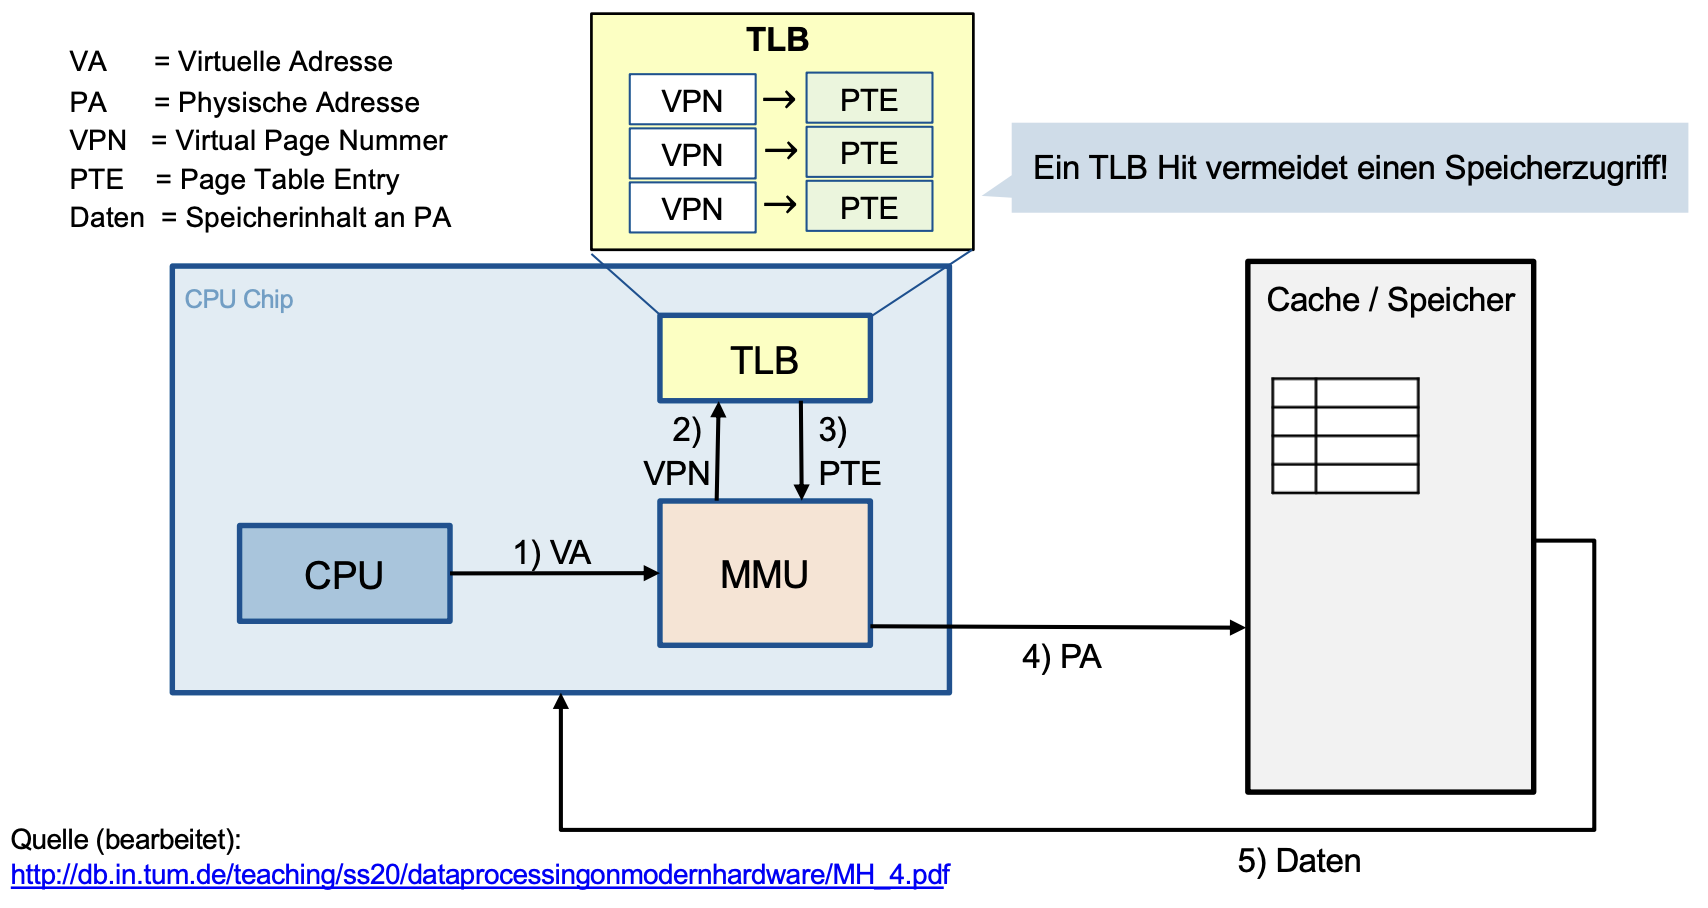 VA = Virtuelle Adresse
PA = Physische Adresse
VPN = Virtual Page Nummer
PTE = Page Table Entry
Daten = Speicherinhalt an PA
TLB
VPN → PTE
VPN → PTE
VPN → PTE
Ein TLB Hit vermeidet einen Speicherzugriff!
CPU Chip
TLB
2)
VPN
3)
PTE
CPU
1) VA
MMU
4) PA
Cache / Speicher
5) Daten
Quelle (bearbeitet):
http://db.in.tum.de/teaching/ss20/dataprocessingonmodernhardware/MH_4.pdf